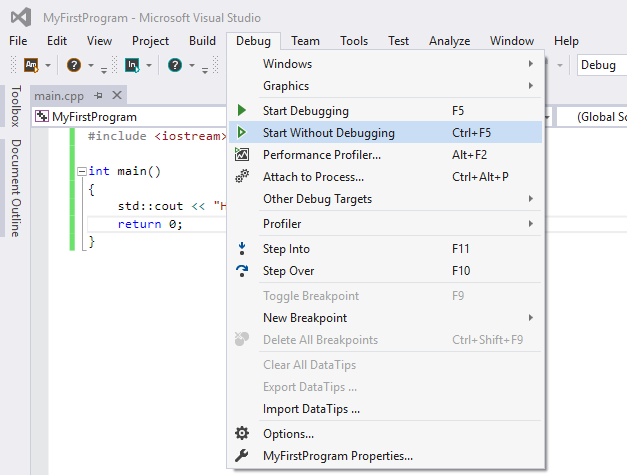 MyFirstProgram - Microsoft Visual Studio
File Edit View Project Build Debug Team Tools Test Analyze Window Help
Am ? In ? Debug
Toolbox
Document Outline
main.cpp
MyFirstProgram
#include <iostream>
int main()
{
std::cout << "H
return 0;
}
Windows
Graphics
Start Debugging F5
Start Without Debugging Ctrl+F5
Performance Profiler... Alt+F2
Attach to Process... Ctrl+Alt+P
Other Debug Targets
Profiler
Step Into F11
Step Over F10
Toggle Breakpoint F9
New Breakpoint
Delete All Breakpoints Ctrl+Shift+F9
Clear All DataTips
Export DataTips ...
Import DataTips ...
Options...
MyFirstProgram Properties...
(Global Sc